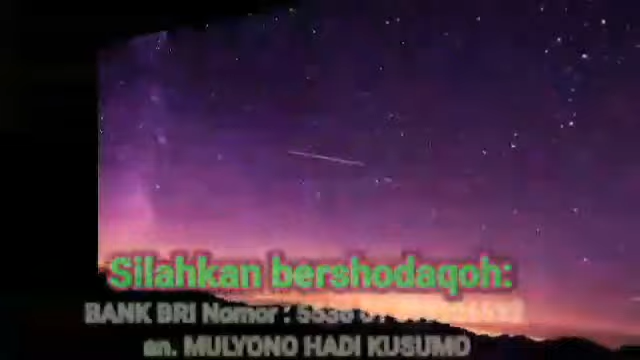 Silahkan bershodaqoh:
BANK BRI Nomor :
an. MULYONO HADI KUSUMO